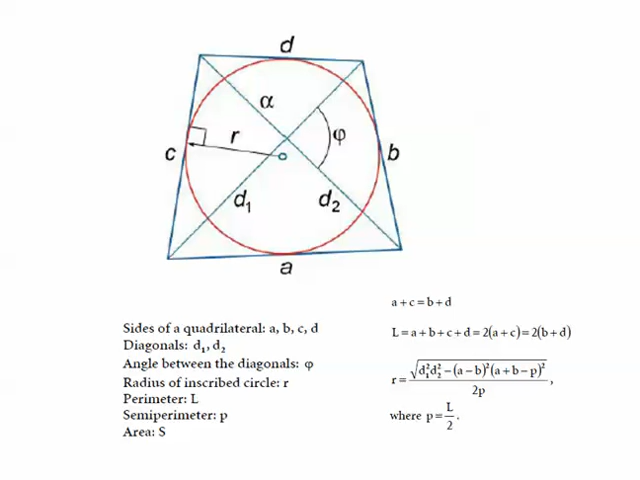 d
α
r
φ
c
b
d₁
d₂
a
a + c = b + d
Sides of a quadrilateral: a, b, c, d
L = a + b + c + d = 2(a + c) = 2(b + d)
Diagonals: d₁, d₂
Angle between the diagonals: φ
r = √(d₁²d₂² − (a − b)²(a + b − p)²) / 2p ,
Radius of inscribed circle: r
Perimeter: L
Semiperimeter: p
where p = L/2 .
Area: S